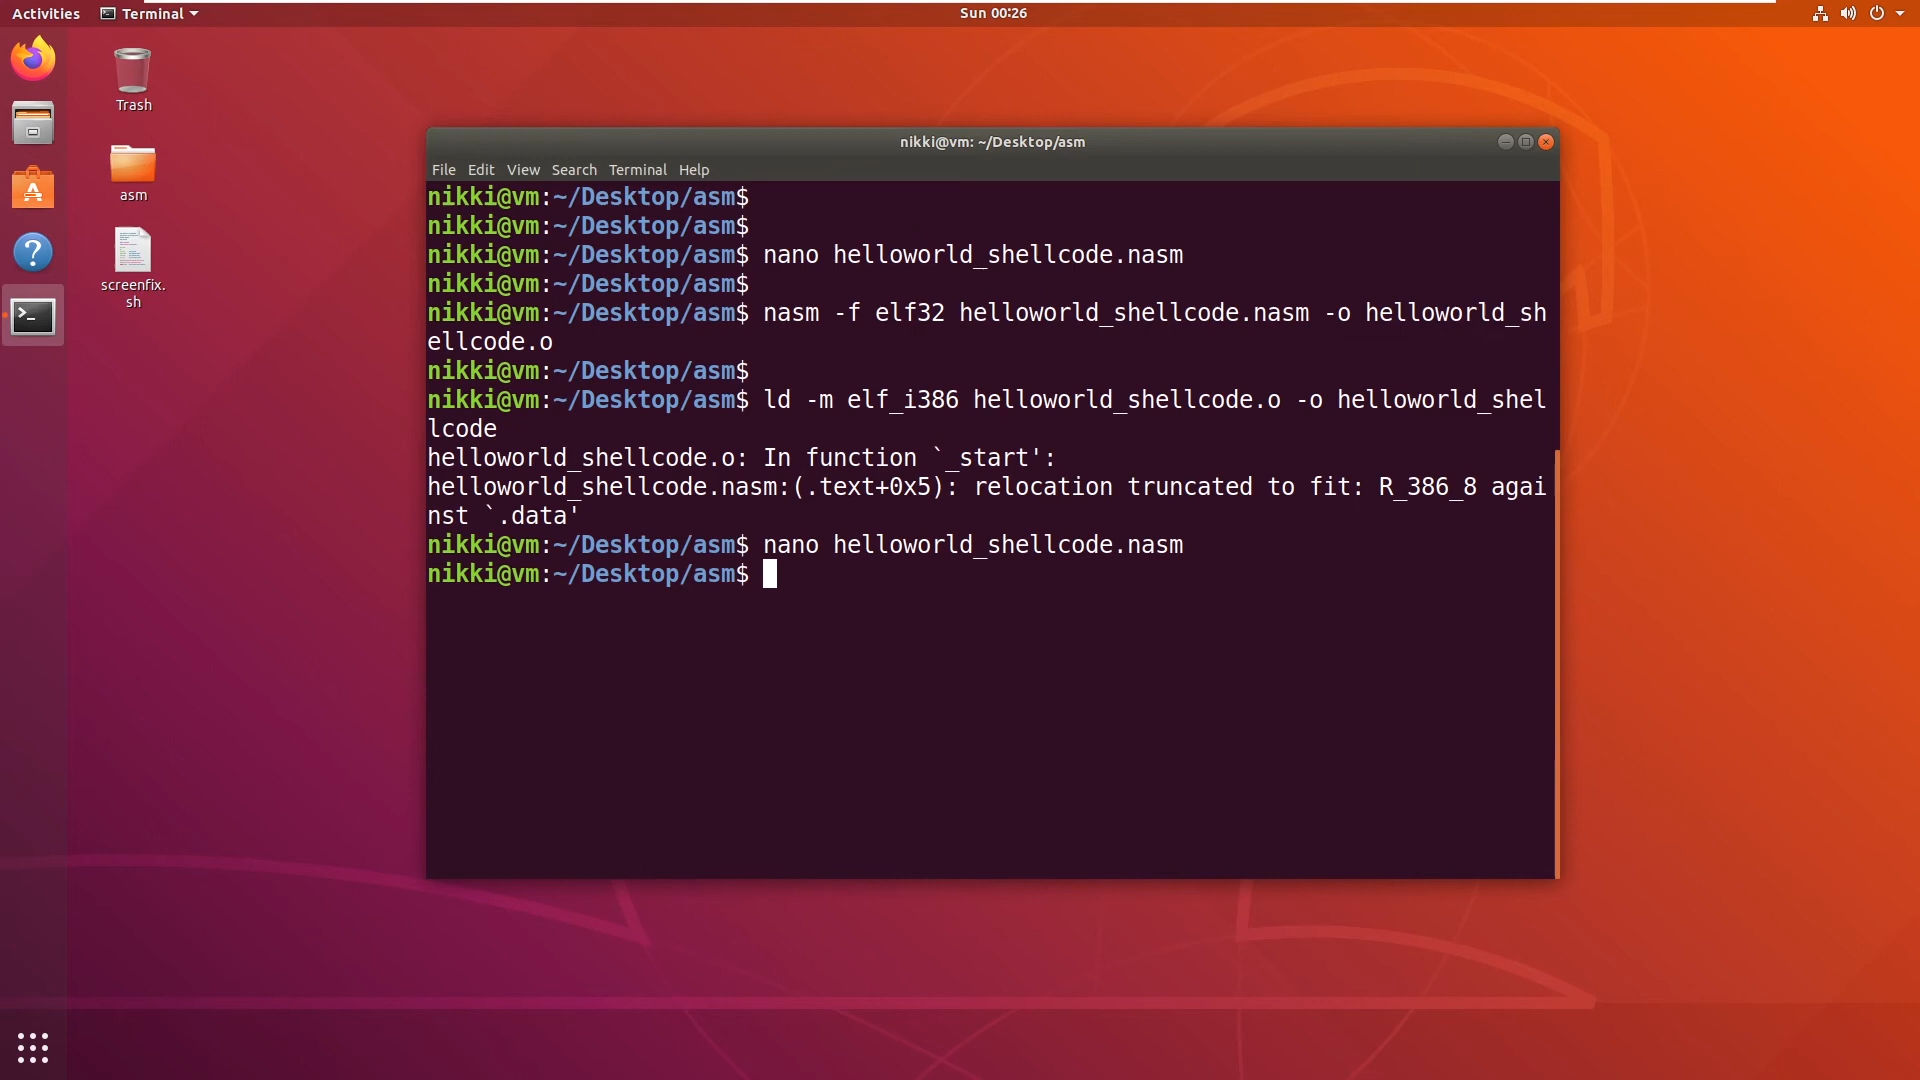 Activities Terminal Sun 00:26
Trash
asm
screenfix.
sh
nikki@vm: ~/Desktop/asm
File Edit View Search Terminal Help
nikki@vm:~/Desktop/asm$
nikki@vm:~/Desktop/asm$
nikki@vm:~/Desktop/asm$ nano helloworld_shellcode.nasm
nikki@vm:~/Desktop/asm$
nikki@vm:~/Desktop/asm$ nasm -f elf32 helloworld_shellcode.nasm -o helloworld_sh
ellcode.o
nikki@vm:~/Desktop/asm$
nikki@vm:~/Desktop/asm$ ld -m elf_i386 helloworld_shellcode.o -o helloworld_shel
lcode
helloworld_shellcode.o: In function `_start':
helloworld_shellcode.nasm:(.text+0x5): relocation truncated to fit: R_386_8 agai
nst `.data'
nikki@vm:~/Desktop/asm$ nano helloworld_shellcode.nasm
nikki@vm:~/Desktop/asm$